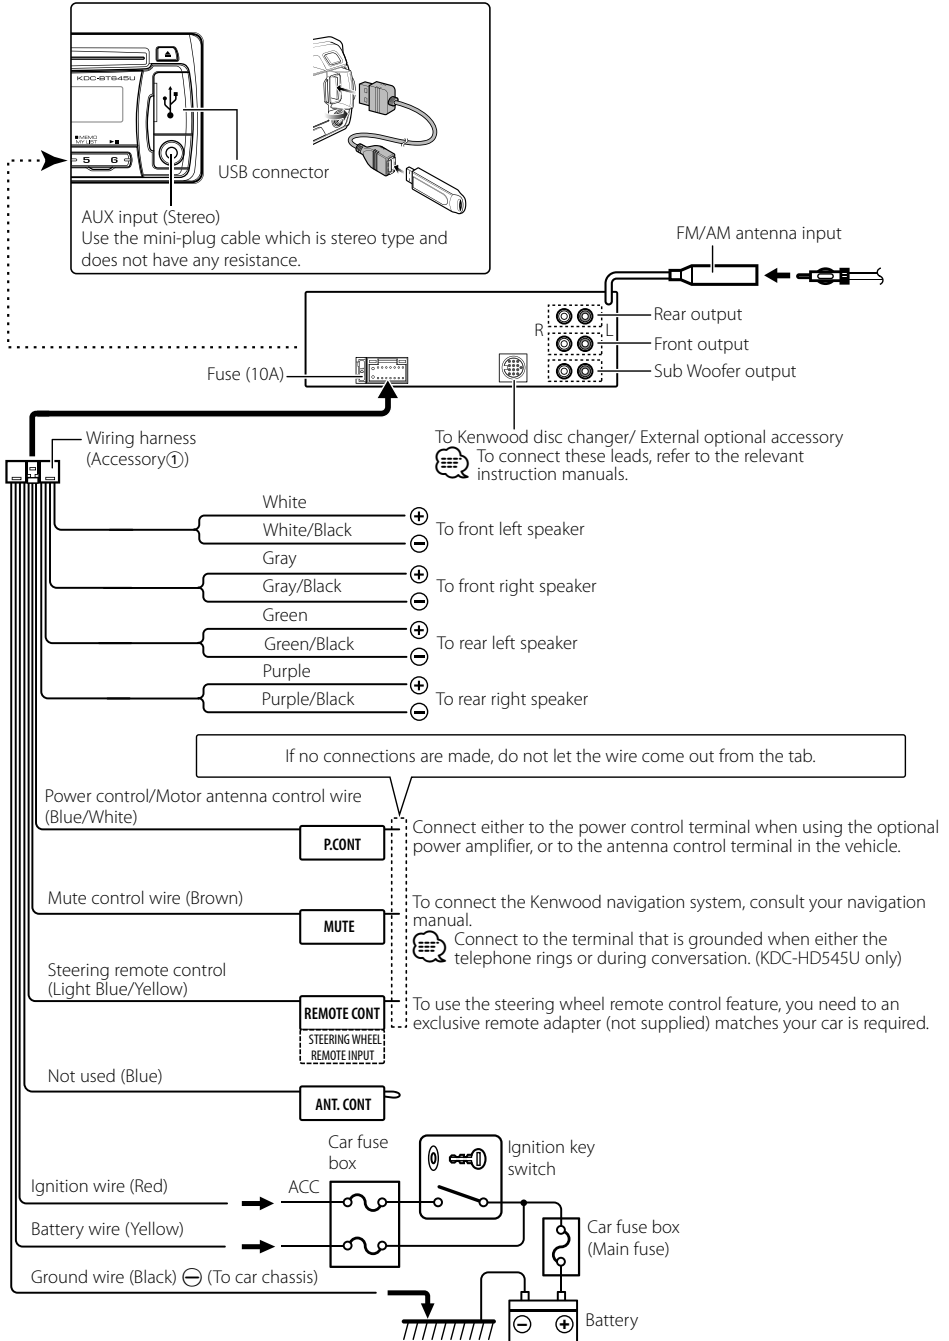 KDC-BT645U
■MEMO
MY LIST ►■
5 6
USB connector
AUX input (Stereo)
Use the mini-plug cable which is stereo type and
does not have any resistance.
FM/AM antenna input
R L
Rear output
Front output
Sub Woofer output
Fuse (10A)
Wiring harness
(Accessory①)
To Kenwood disc changer/ External optional accessory
To connect these leads, refer to the relevant
instruction manuals.
White
White/Black
⊕
⊖
To front left speaker
Gray
Gray/Black
⊕
⊖
To front right speaker
Green
Green/Black
⊕
⊖
To rear left speaker
Purple
Purple/Black
⊕
⊖
To rear right speaker
If no connections are made, do not let the wire come out from the tab.
Power control/Motor antenna control wire
(Blue/White)
P.CONT
Connect either to the power control terminal when using the optional
power amplifier, or to the antenna control terminal in the vehicle.
Mute control wire (Brown)
MUTE
To connect the Kenwood navigation system, consult your navigation
manual.
Connect to the terminal that is grounded when either the
telephone rings or during conversation. (KDC-HD545U only)
Steering remote control
(Light Blue/Yellow)
REMOTE CONT
STEERING WHEEL
REMOTE INPUT
To use the steering wheel remote control feature, you need to an
exclusive remote adapter (not supplied) matches your car is required.
Not used (Blue)
ANT. CONT
Car fuse
box
Ignition key
switch
Ignition wire (Red)
ACC
Battery wire (Yellow)
Car fuse box
(Main fuse)
Ground wire (Black) ⊖ (To car chassis)
⊖ ⊕
Battery